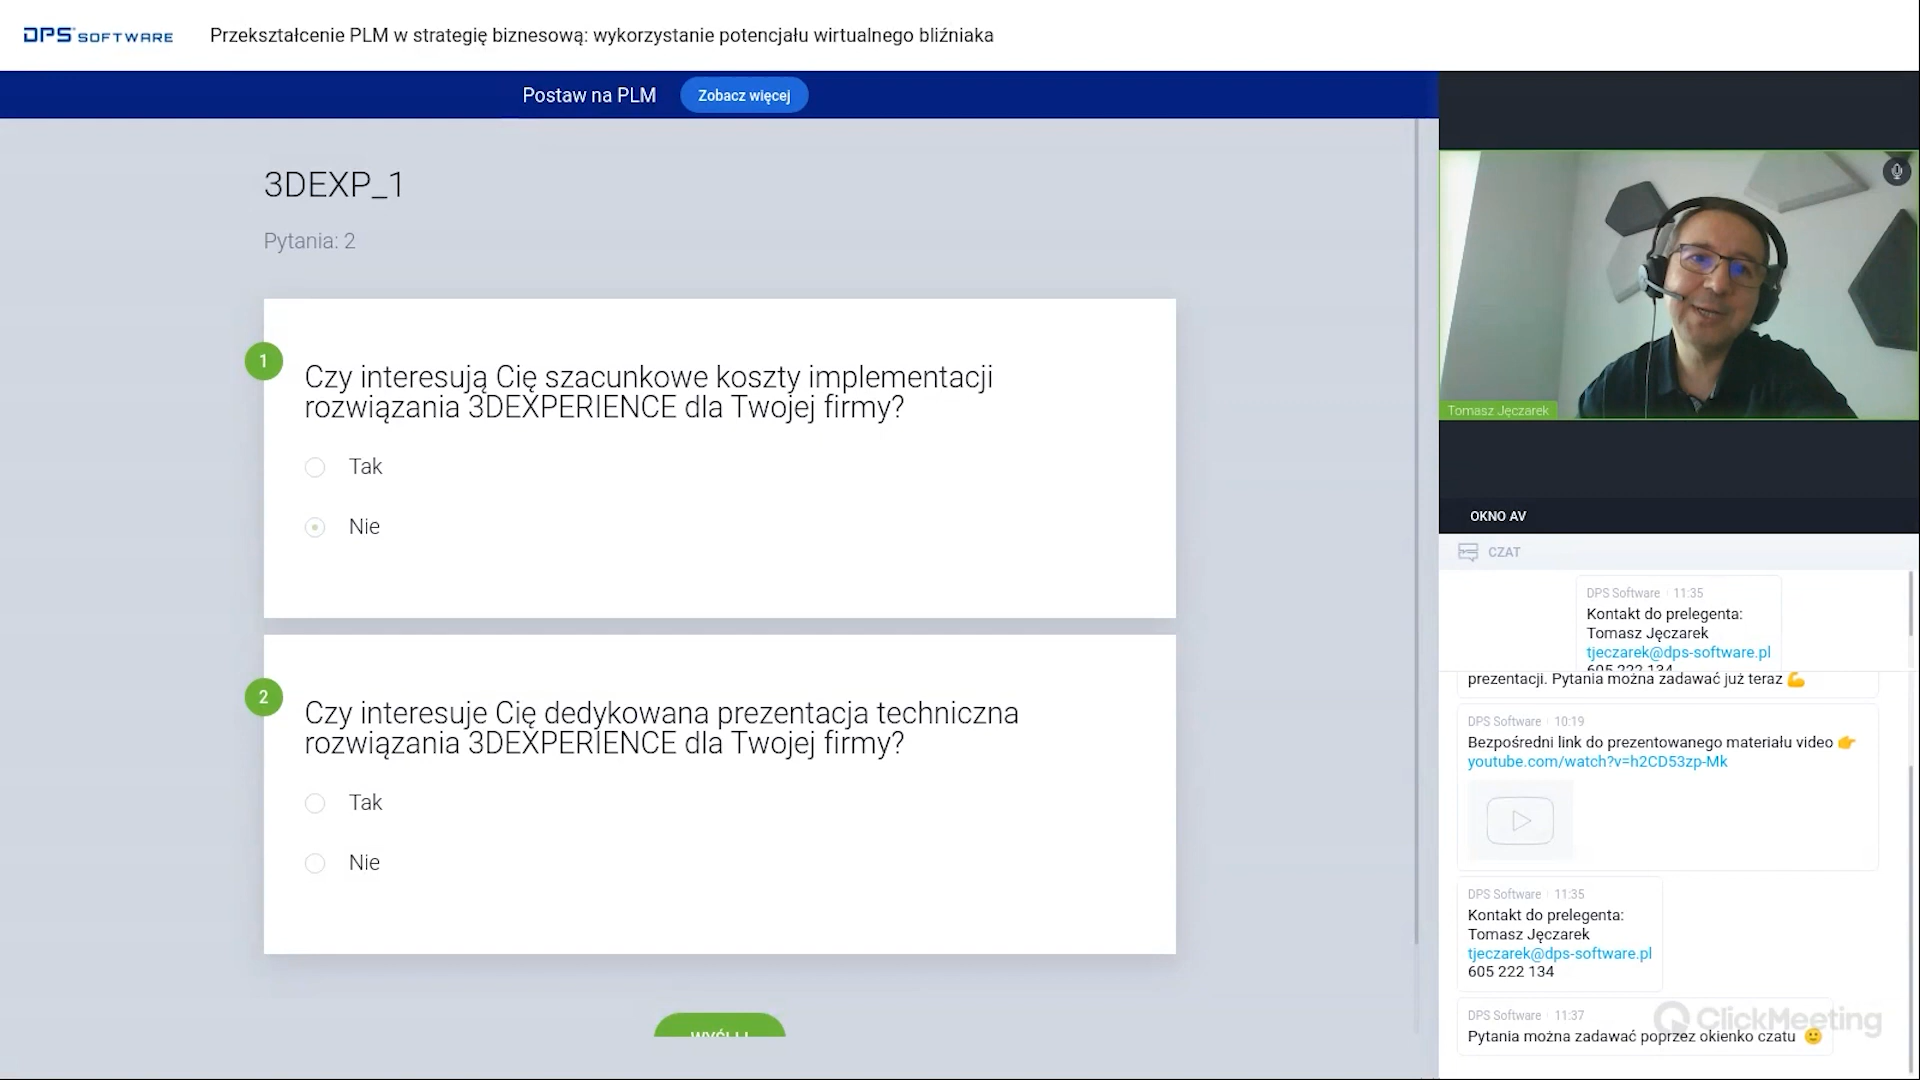 DPS SOFTWARE
Przekształcenie PLM w strategię biznesową: wykorzystanie potencjału wirtualnego bliźniaka
Postaw na PLM
Zobacz więcej
3DEXP_1
Pytania: 2
1
Czy interesują Cię szacunkowe koszty implementacji
rozwiązania 3DEXPERIENCE dla Twojej firmy?
Tak
Nie
2
Czy interesuje Cię dedykowana prezentacja techniczna
rozwiązania 3DEXPERIENCE dla Twojej firmy?
Tak
Nie
WYŚLIJ
Tomasz Jęczarek
OKNO AV
CZAT
DPS Software 11:35
Kontakt do prelegenta:
Tomasz Jęczarek
tjeczarek@dps-software.pl
605 222 134
prezentacji. Pytania można zadawać już teraz 💪
DPS Software 10:19
Bezpośredni link do prezentowanego materiału video 👉
youtube.com/watch?v=h2CD53zp-Mk
DPS Software 11:35
Kontakt do prelegenta:
Tomasz Jęczarek
tjeczarek@dps-software.pl
605 222 134
DPS Software 11:37
Pytania można zadawać poprzez okienko czatu 🙂
ClickMeeting